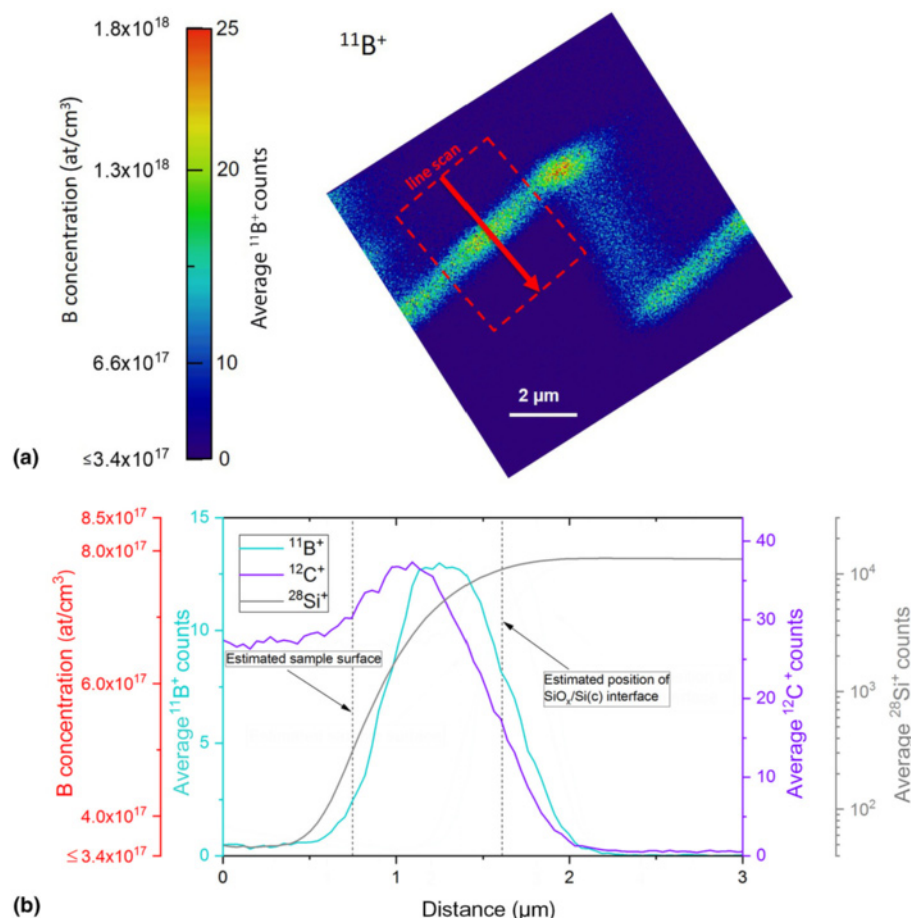 1.8x10¹⁸
25
¹¹B⁺
B concentration (at/cm³)
Average ¹¹B⁺ counts
1.3x10¹⁸
20
line scan
6.6x10¹⁷
10
2 µm
(a)
≤3.4x10¹⁷
0
B concentration (at/cm³)
8.5x10¹⁷
8.0x10¹⁷
6.0x10¹⁷
4.0x10¹⁷
≤ 3.4x10¹⁷
Average ¹¹B⁺ counts
15
10
5
0
¹¹B⁺
¹²C⁺
²⁸Si⁺
Estimated sample surface
Estimated position of
SiOₓ/Si(c) interface
40
30
20
10
0
Average ¹²C⁺ counts
10⁴
10³
10²
Average ²⁸Si⁺ counts
0
1
2
3
(b)
Distance (µm)